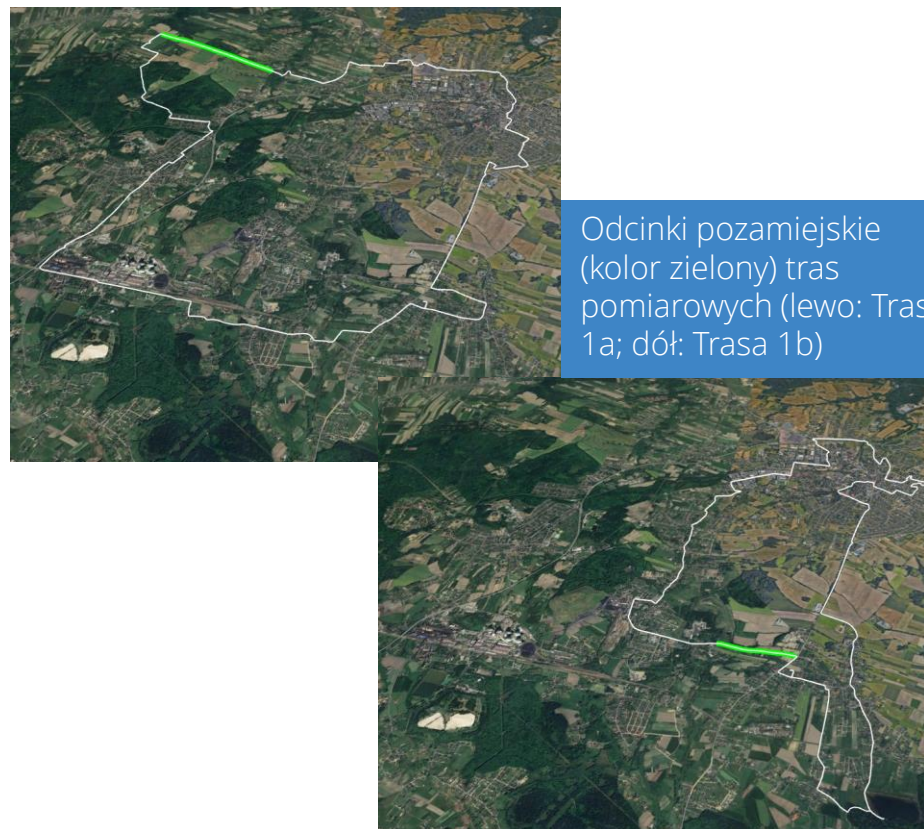 Odcinki pozamiejskie
(kolor zielony) tras
pomiarowych (lewo: Tras
1a; dół: Trasa 1b)